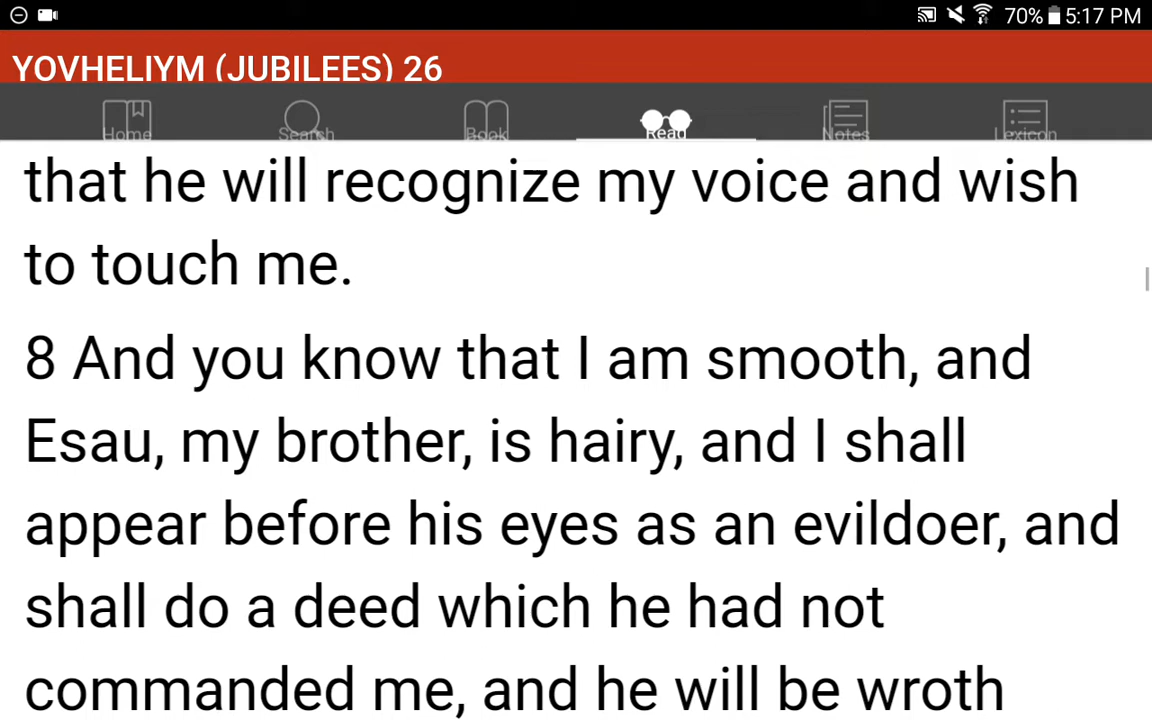 70% 5:17 PM
YOVHELIYM (JUBILEES) 26
Home Search Book Read Notes Lexicon
that he will recognize my voice and wish
to touch me.
8 And you know that I am smooth, and
Esau, my brother, is hairy, and I shall
appear before his eyes as an evildoer, and
shall do a deed which he had not
commanded me, and he will be wroth